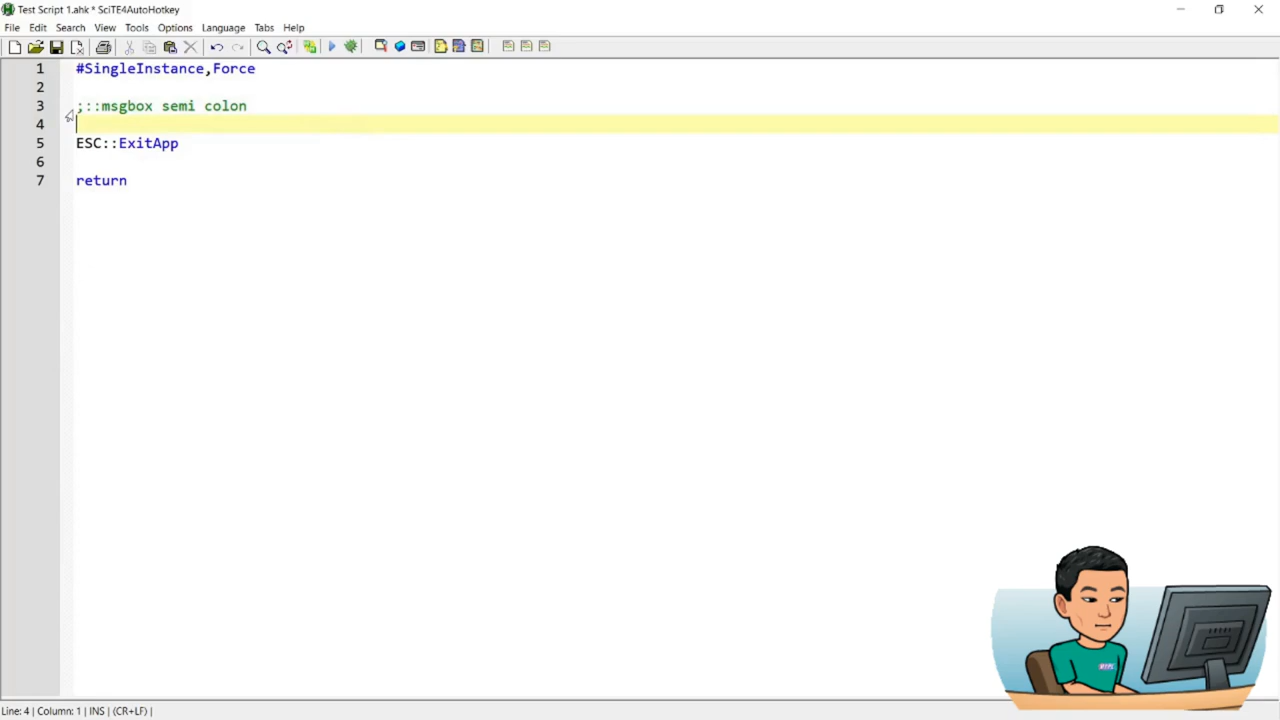 Test Script 1.ahk * SciTE4AutoHotkey
File Edit Search View Tools Options Language Tabs Help
1 #SingleInstance,Force
2
3 ;::msgbox semi colon
4
5 ESC::ExitApp
6
7 return
Line: 4 | Column: 1 | INS | (CR+LF) |